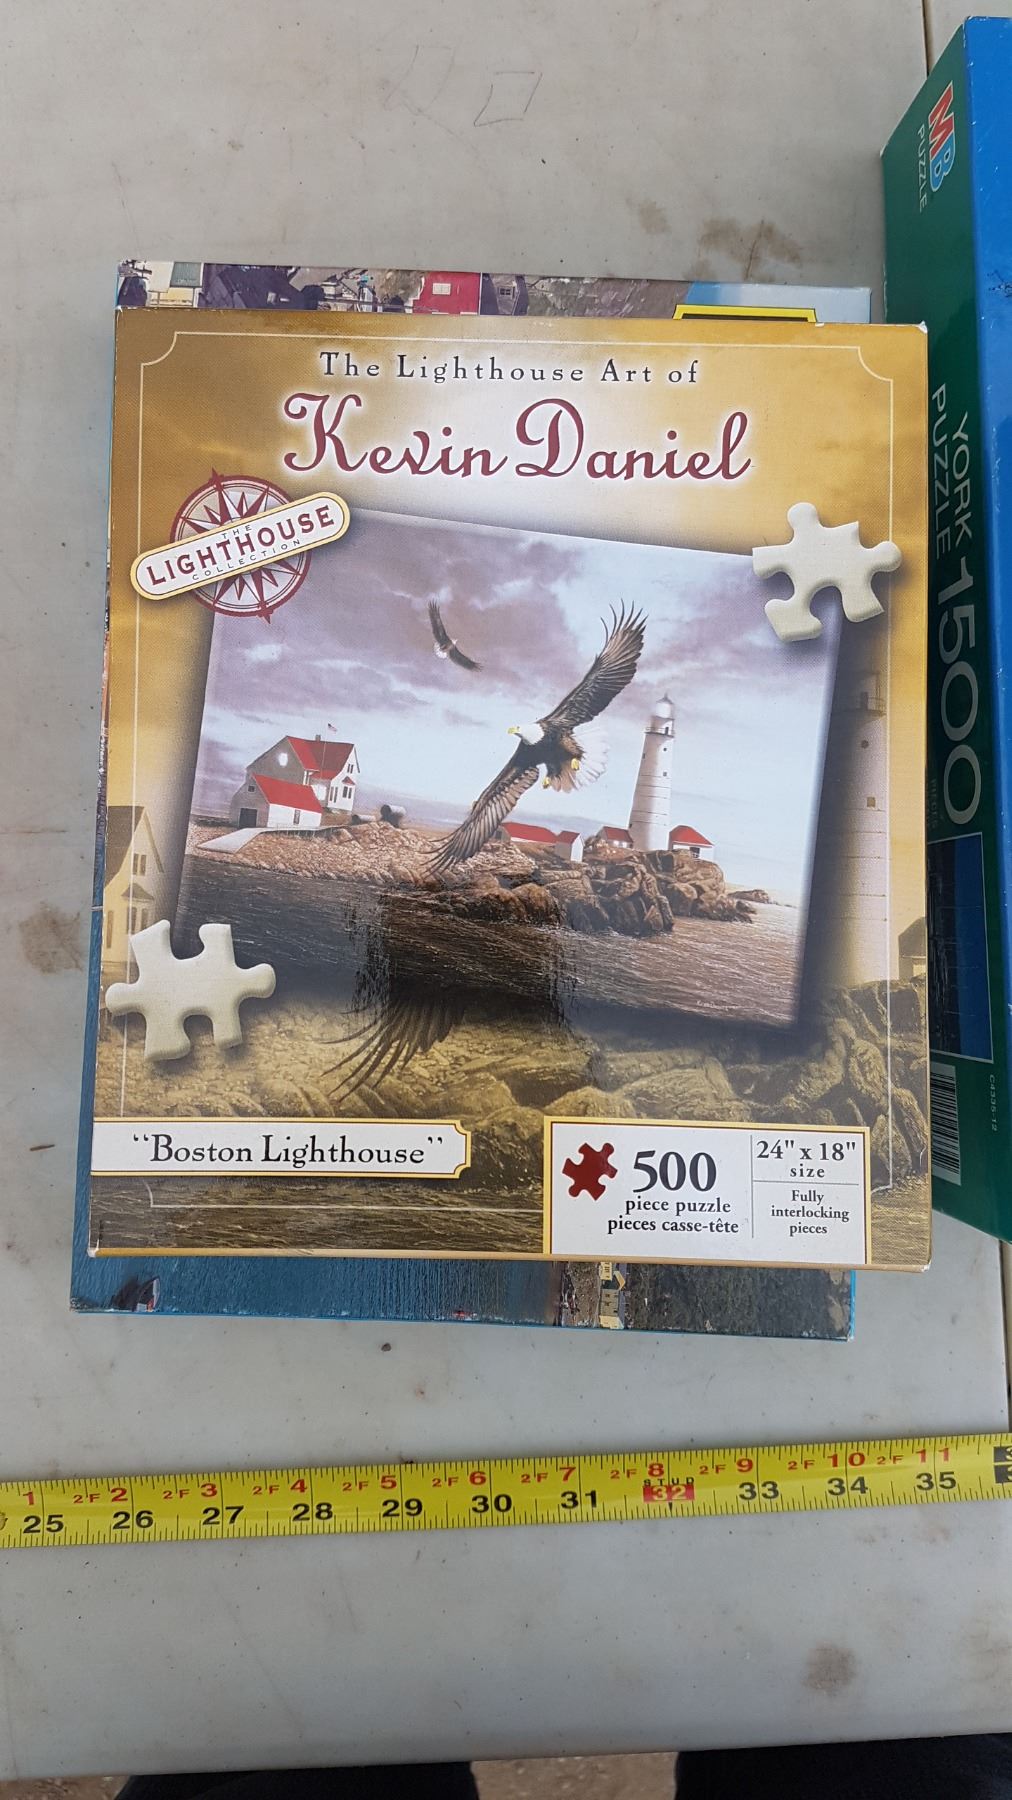 The Lighthouse Art of
Kevin Daniel
THE
LIGHTHOUSE
COLLECTION
"Boston Lighthouse"
500
piece puzzle
pieces casse-tête
24" x 18"
size
Fully
interlocking
pieces
MB
PUZZLE
YORK 1500
PUZZLE
C4335-12
1 2F 2 2F 3 2F 4 2F 5 2F 6 2F 7 2F 8 2F 9 2F 10 2F 11
STUD
25 26 27 28 29 30 31 32 33 34 35